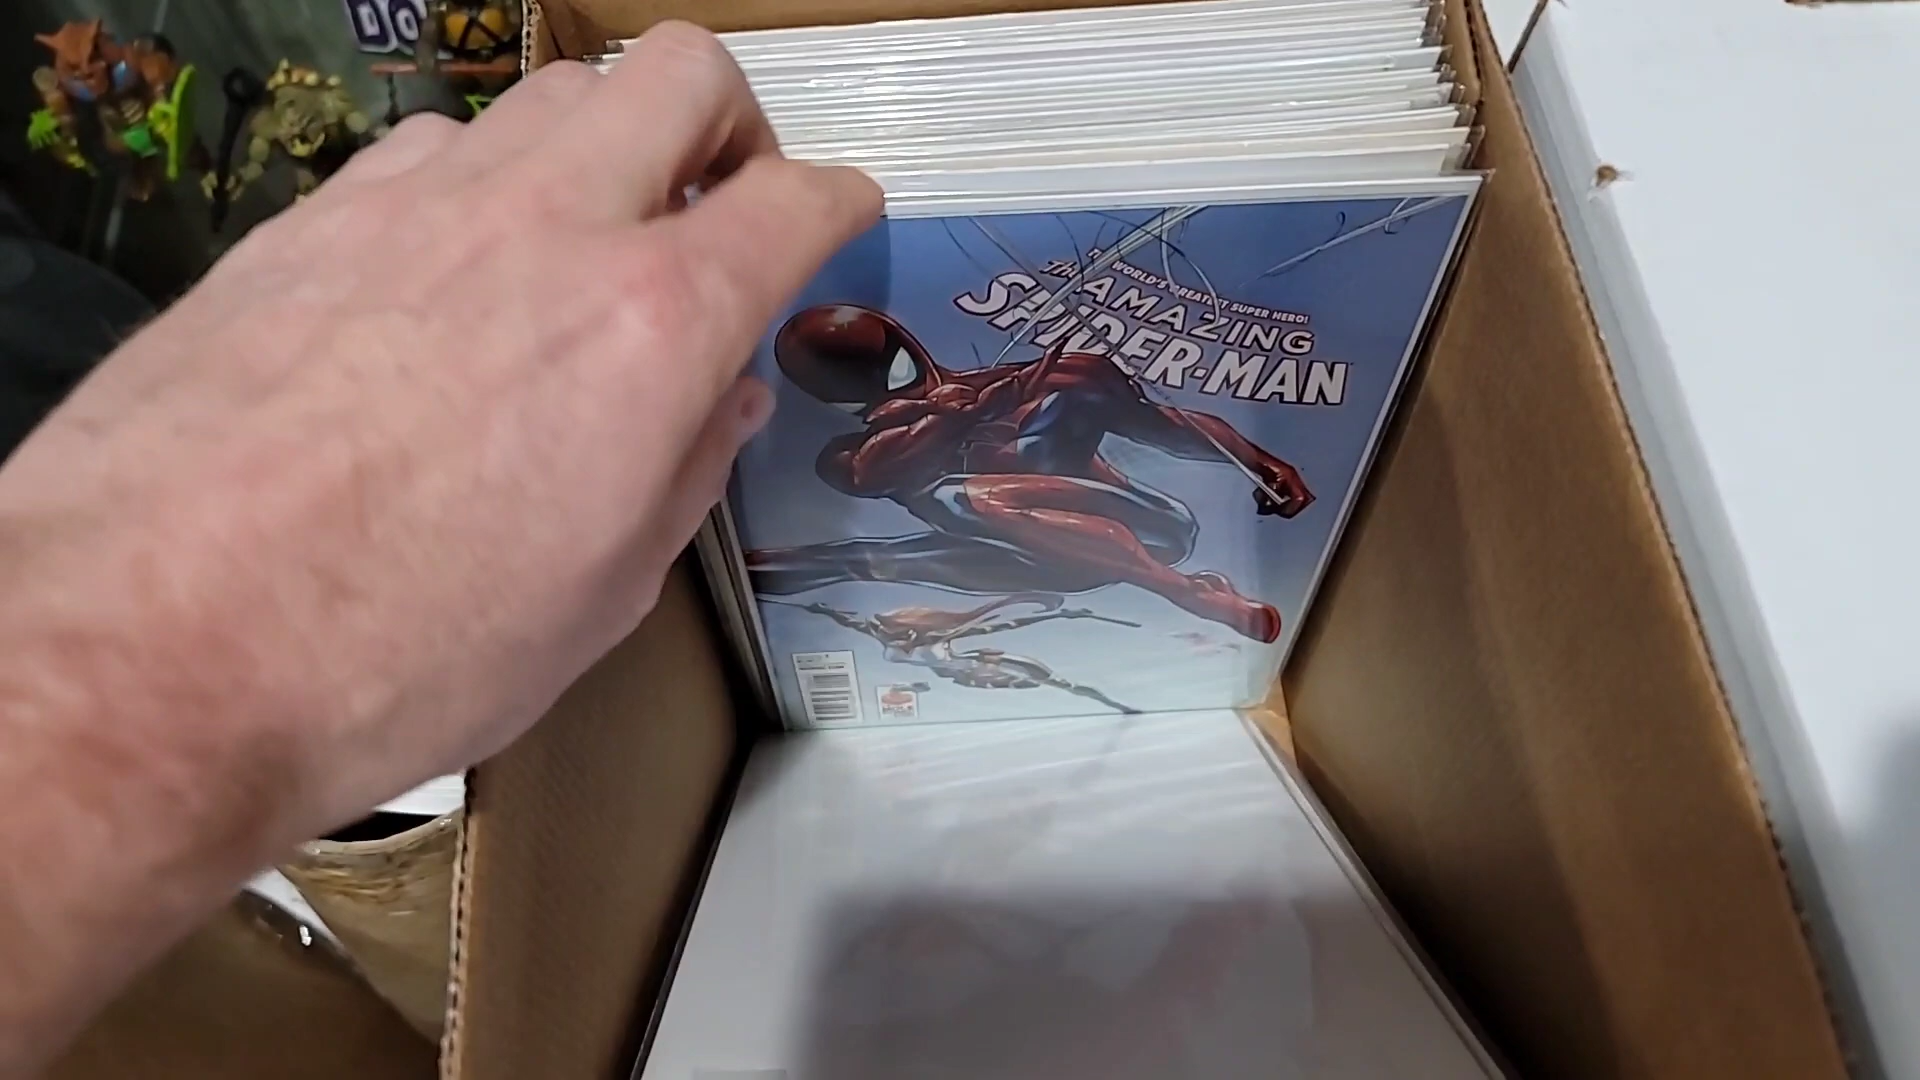 THE WORLD'S GREATEST SUPER HERO!
The AMAZING
SPIDER-MAN